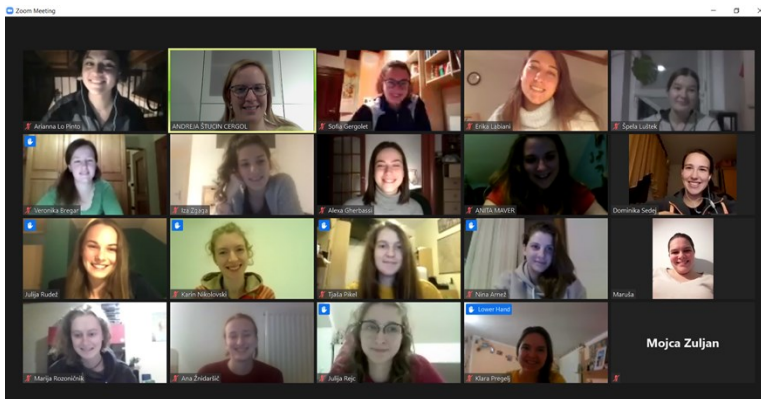 Zoom Meeting
Arianna Lo Pinto
ANDREJA ŠTUCIN CERGOL
Sofija Gergolet
Erika Labiani
Špela Luštek
Veronika Bregar
Iza Zgaga
Alexa Gherbassi
ANITA MAVER
Dominika Sedej
Julija Rudež
Karin Nikolovski
Tjaša Pikel
Nina Arnež
Maruša
Lower Hand
Marija Rozoničnik
Ana Žnidaršič
Julija Rejc
Klara Pregelj
Mojca Zuljan